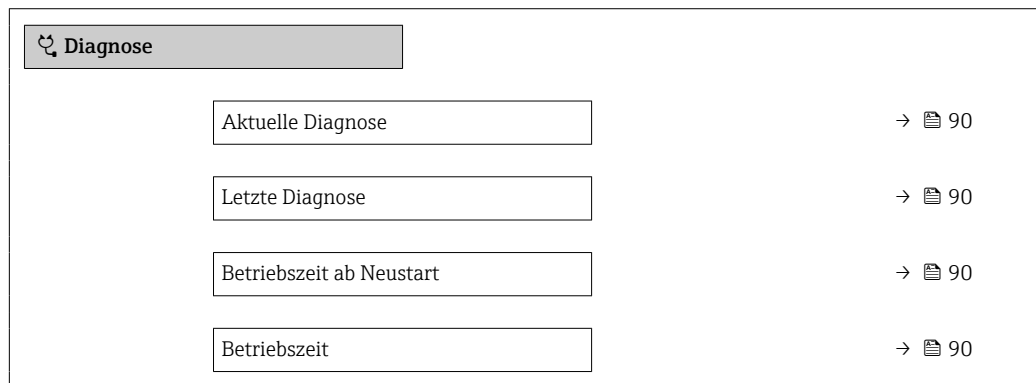 Diagnose
Aktuelle Diagnose → 90
Letzte Diagnose → 90
Betriebszeit ab Neustart → 90
Betriebszeit → 90